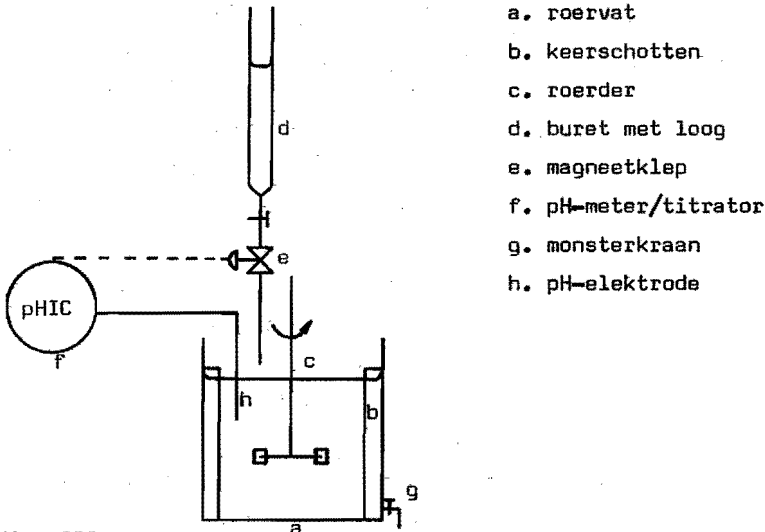 a. roervat
b. keerschotten
c. roerder
d. buret met loog
e. magneetklep
f. pH-meter/titrator
g. monsterkraan
h. pH-elektrode
d
e
pHIC
f
c
h
b
g
a